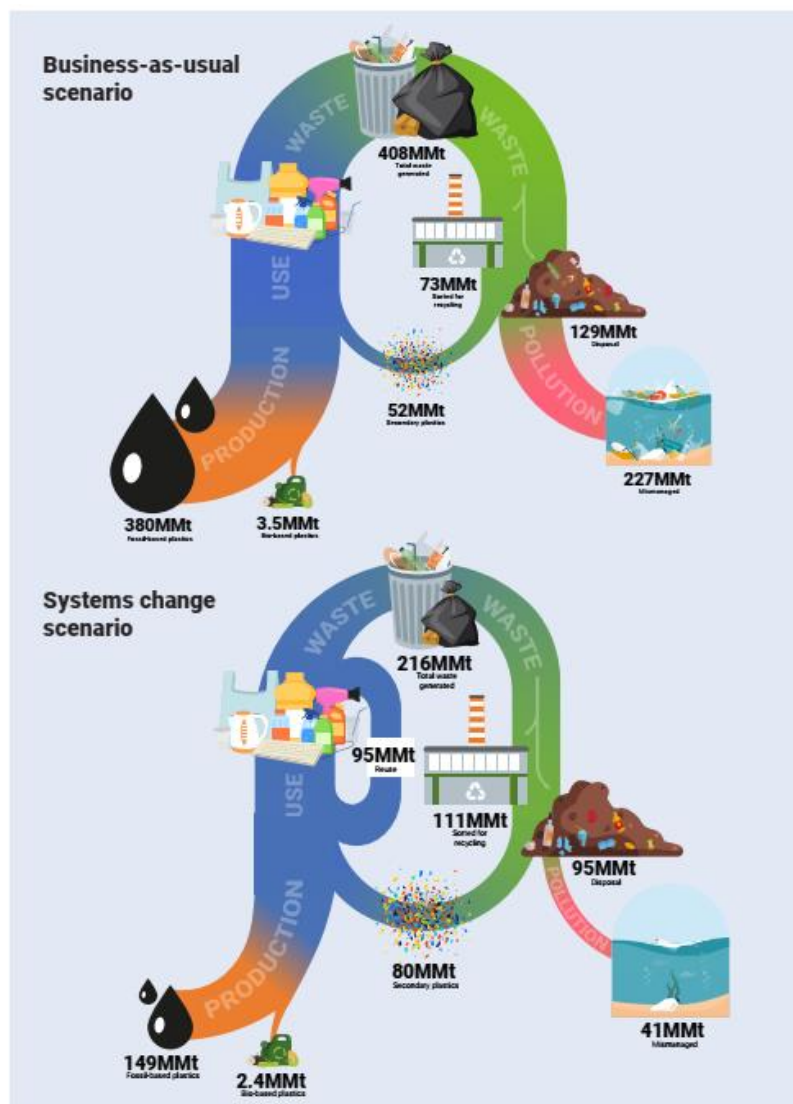 Business-as-usual
scenario
WASTE
WASTE
408MMt
Total waste
generated
73MMt
Sorted for
recycling
USE
129MMt
Disposal
POLLUTION
PRODUCTION
52MMt
Secondary plastics
227MMt
Mismanaged
380MMt
Fossil-based plastics
3.5MMt
Bio-based plastics
Systems change
scenario
WASTE
WASTE
216MMt
Total waste
generated
95MMt
Reuse
USE
111MMt
Sorted for
recycling
95MMt
Disposal
POLLUTION
PRODUCTION
80MMt
Secondary plastics
41MMt
Mismanaged
149MMt
Fossil-based plastics
2.4MMt
Bio-based plastics